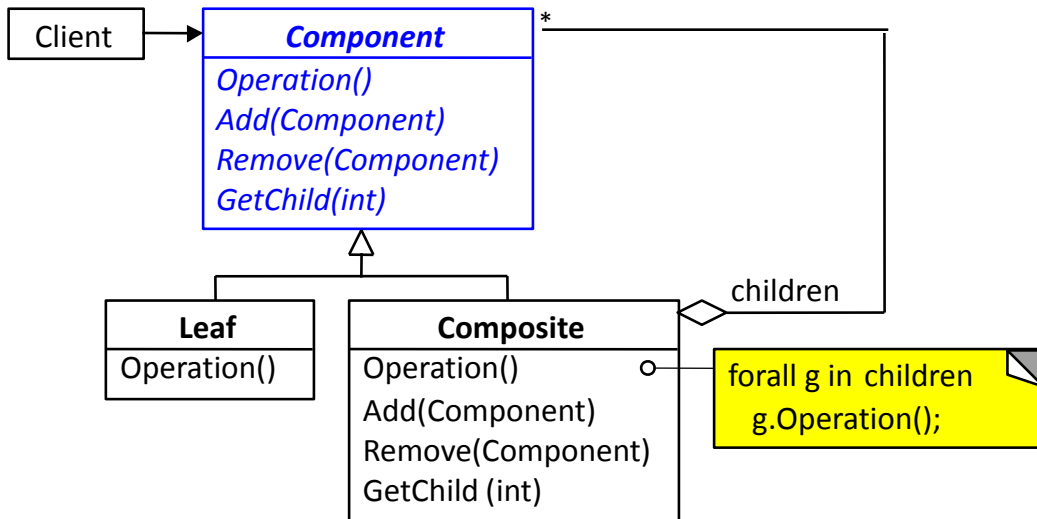 Client
Component
*
Operation()
Add(Component)
Remove(Component)
GetChild(int)
children
Leaf
Operation()
Composite
Operation()
Add(Component)
Remove(Component)
GetChild (int)
forall g in children
g.Operation();